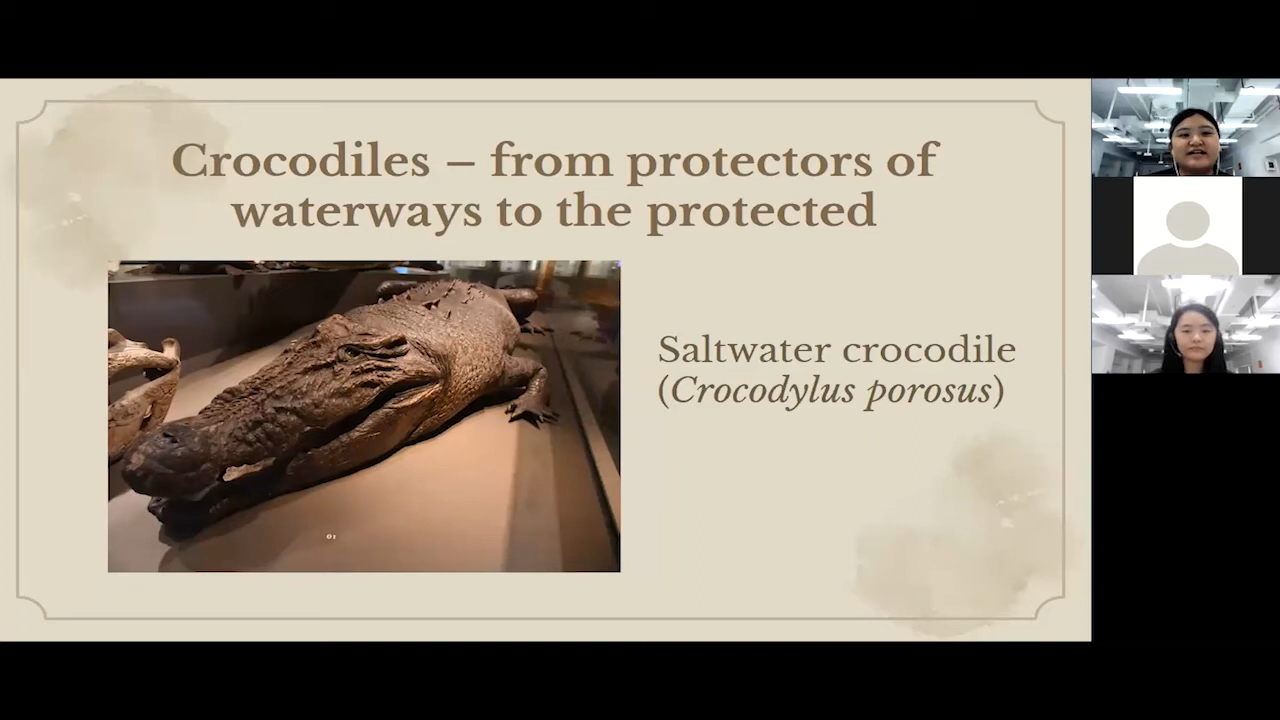 Crocodiles – from protectors of
waterways to the protected
Saltwater crocodile
(Crocodylus porosus)